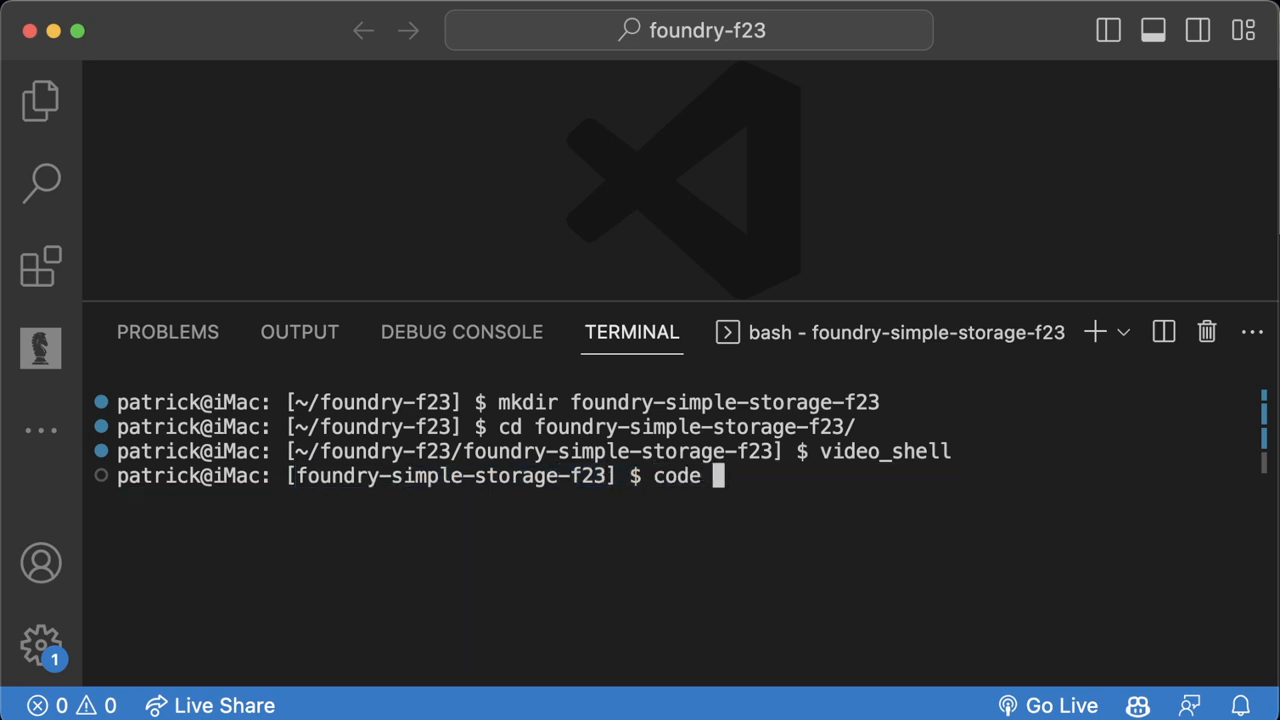 foundry-f23
PROBLEMS OUTPUT DEBUG CONSOLE TERMINAL bash - foundry-simple-storage-f23
patrick@iMac: [~/foundry-f23] $ mkdir foundry-simple-storage-f23
patrick@iMac: [~/foundry-f23] $ cd foundry-simple-storage-f23/
patrick@iMac: [~/foundry-f23/foundry-simple-storage-f23] $ video_shell
patrick@iMac: [foundry-simple-storage-f23] $ code
1
0 0 Live Share Go Live